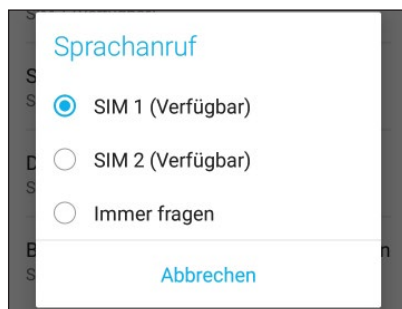 Sprachanruf
SIM 1 (Verfügbar)
SIM 2 (Verfügbar)
Immer fragen
Abbrechen